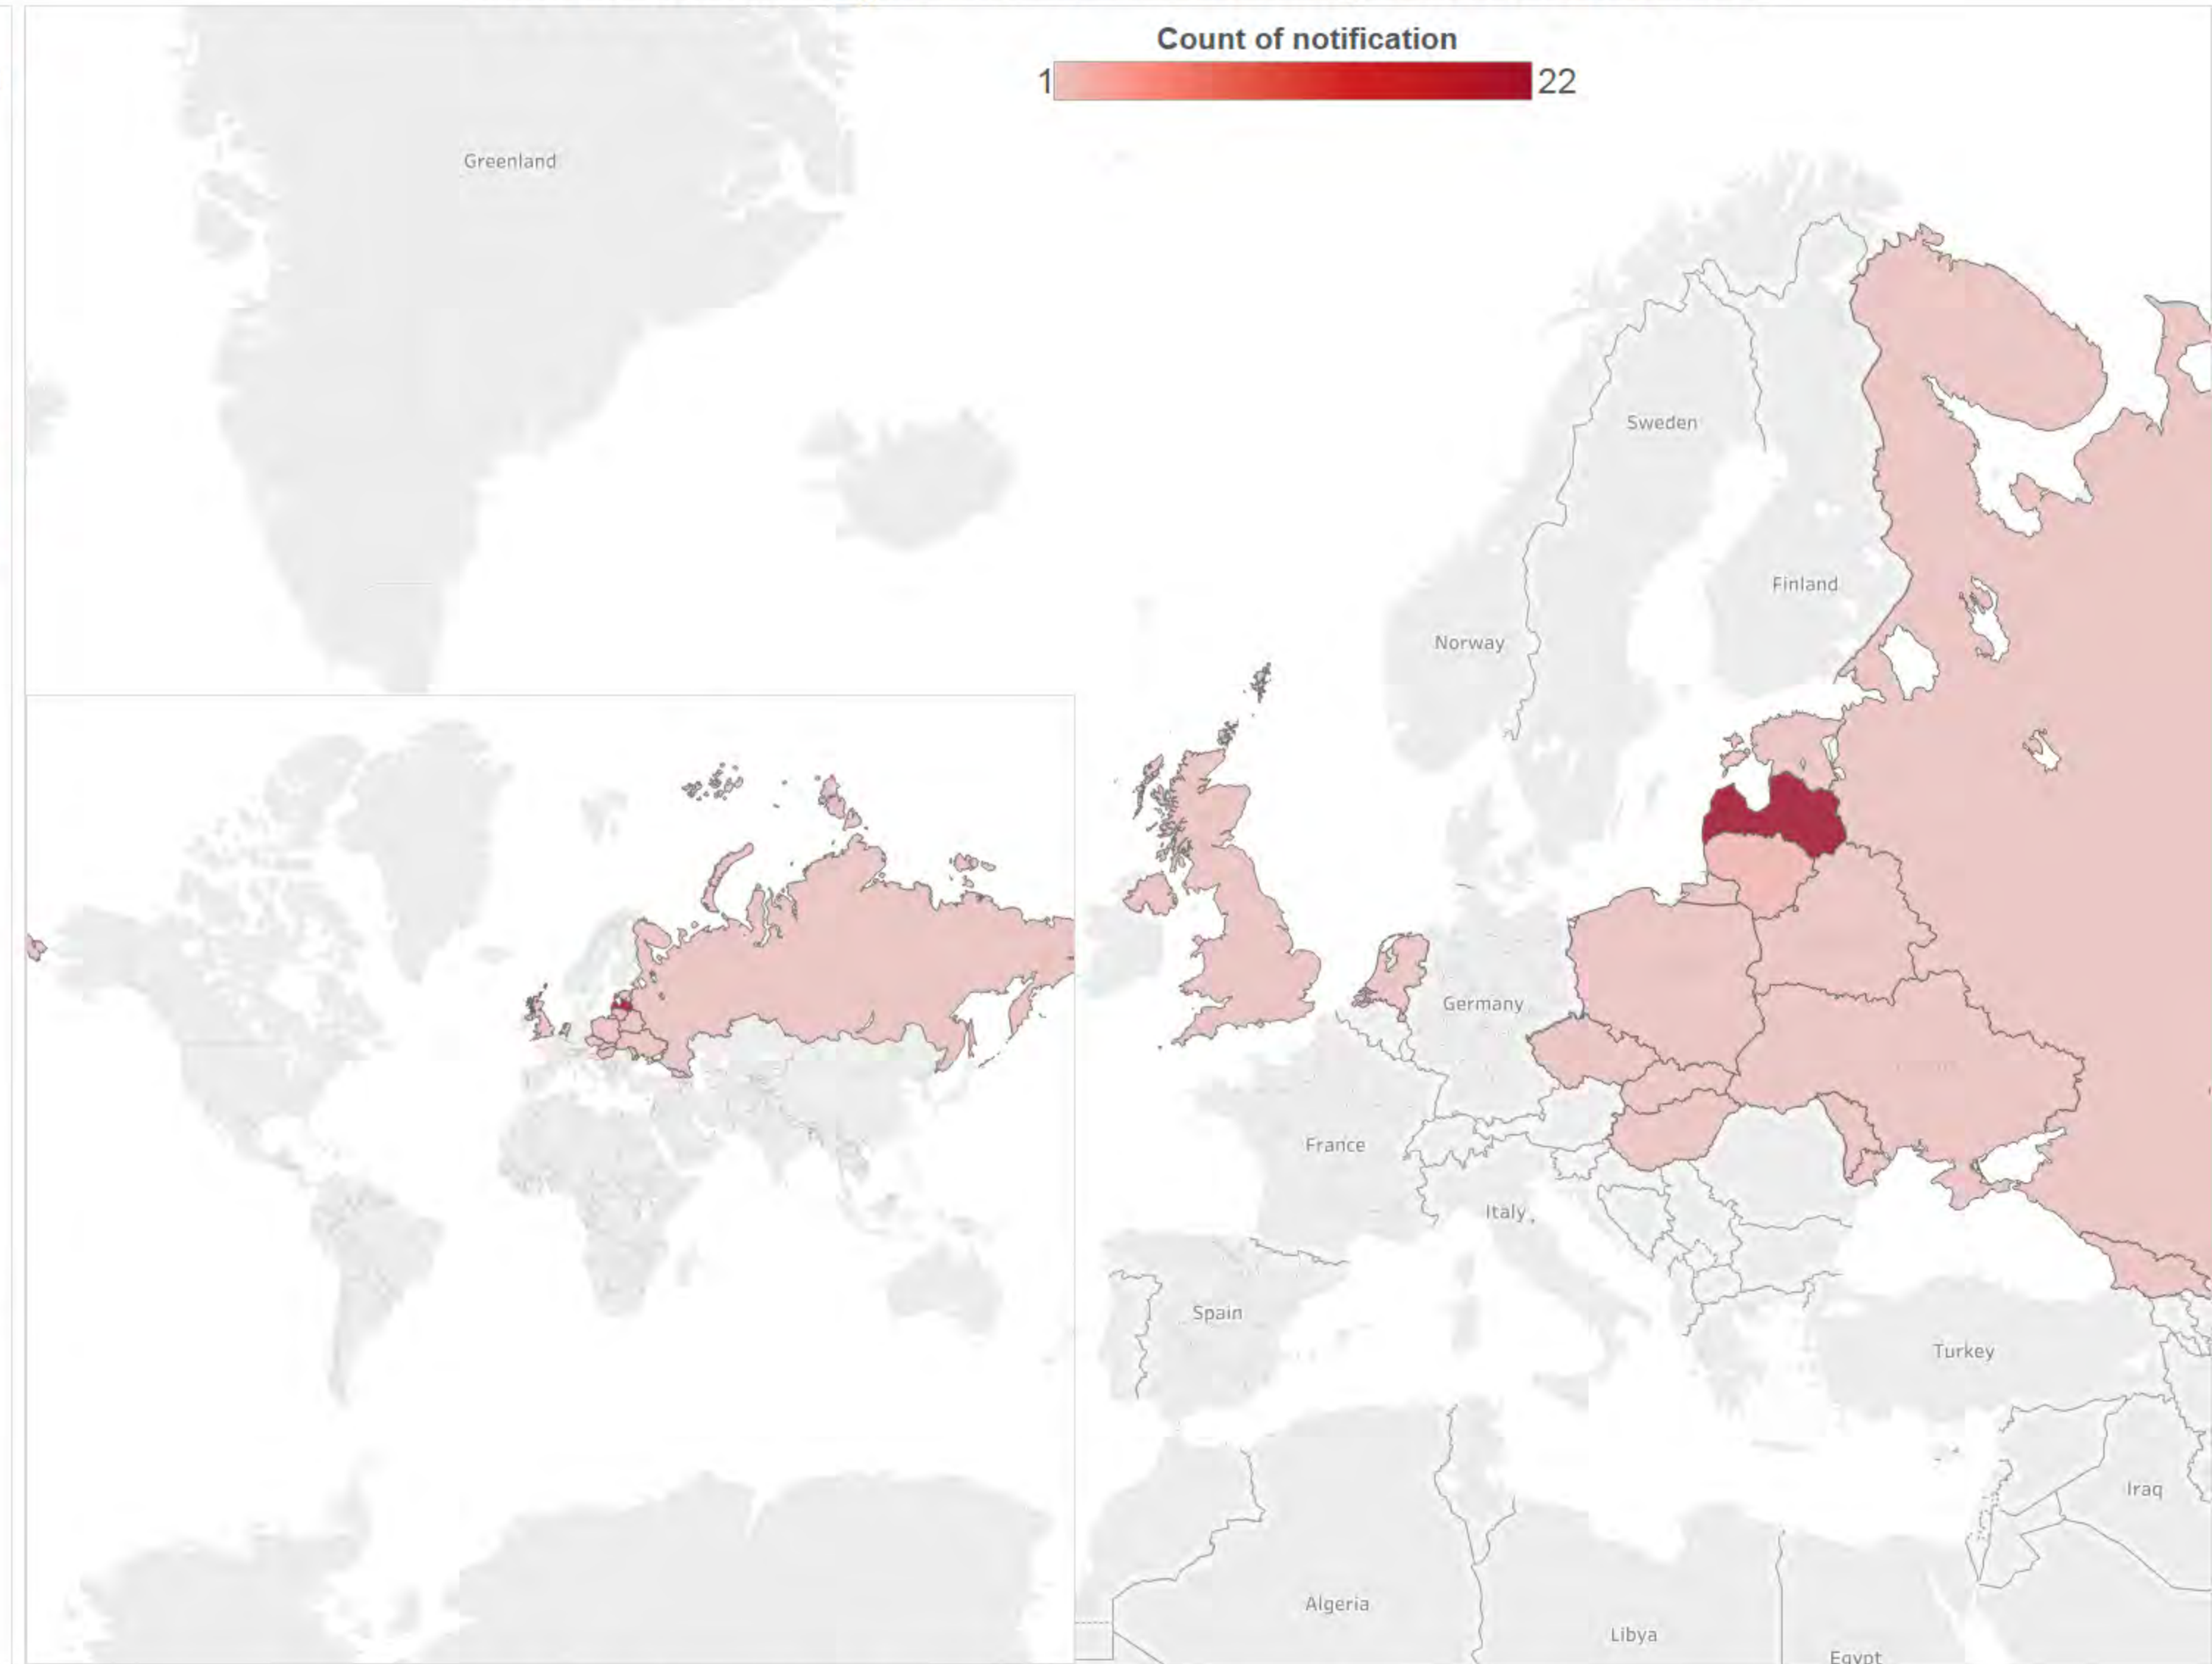 Count of notification
1 22
Greenland
Sweden
Finland
Norway
Germany
France
Italy
Spain
Turkey
Iraq
Algeria
Libya
Egypt